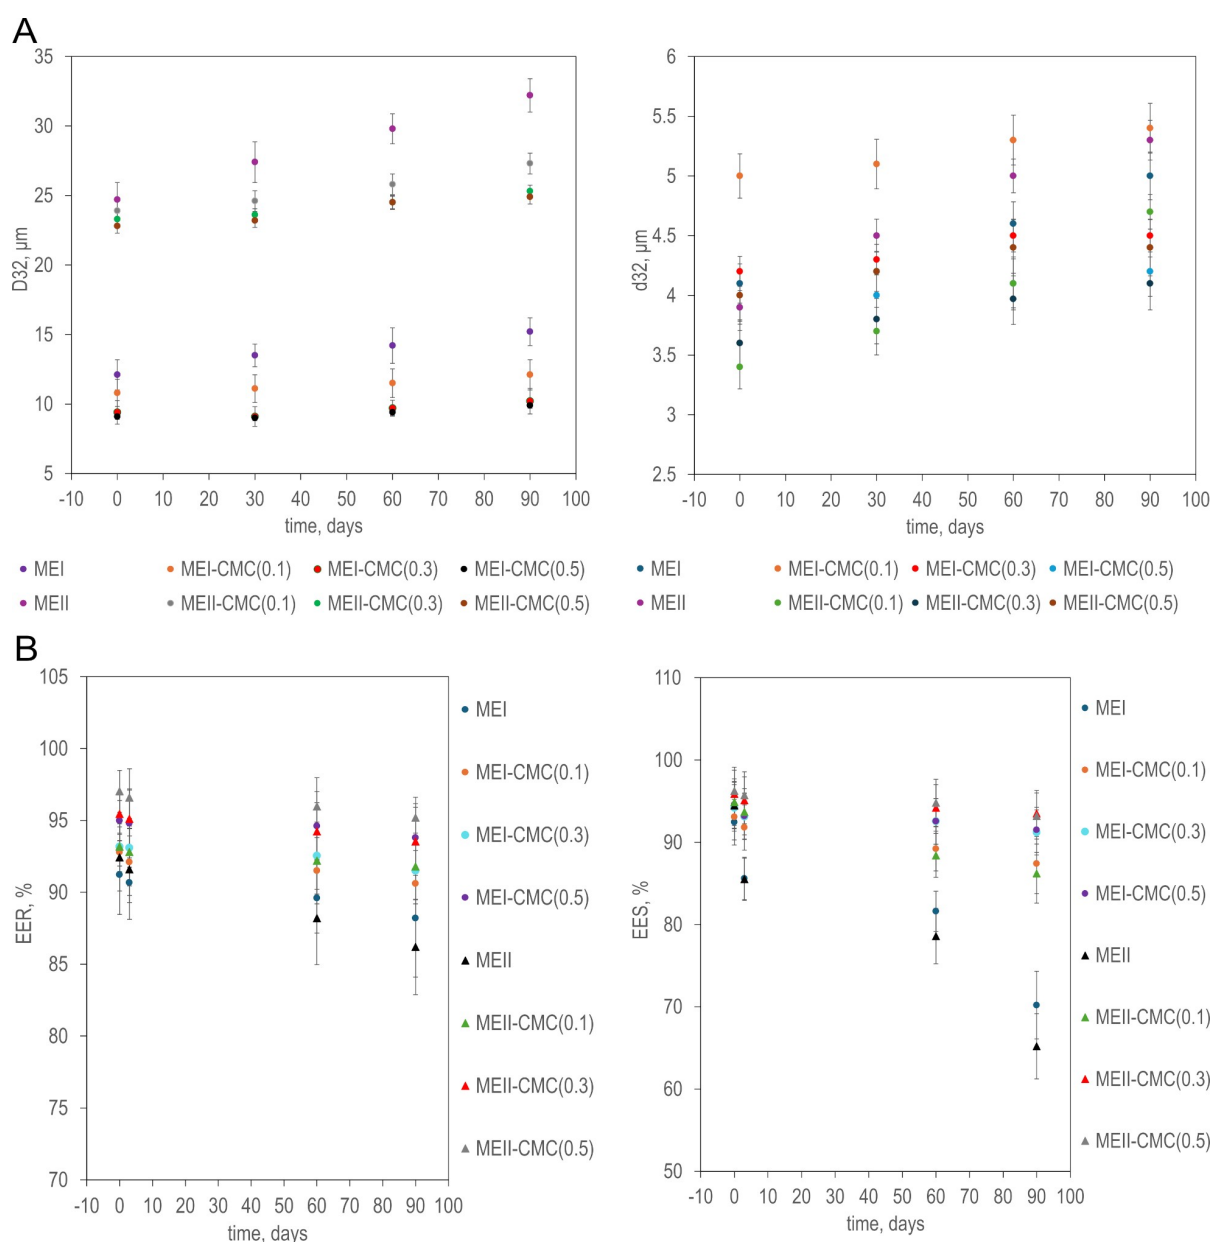 A
35
30
25
20
15
10
5
D32, µm
-10 0 10 20 30 40 50 60 70 80 90 100
time, days
MEI MEI-CMC(0.1) MEI-CMC(0.3) MEI-CMC(0.5)
MEII MEII-CMC(0.1) MEII-CMC(0.3) MEII-CMC(0.5)
6
5.5
5
4.5
4
3.5
3
2.5
d32, µm
-10 0 10 20 30 40 50 60 70 80 90 100
time, days
MEI MEI-CMC(0.1) MEI-CMC(0.3) MEI-CMC(0.5)
MEII MEII-CMC(0.1) MEII-CMC(0.3) MEII-CMC(0.5)
B
105
100
95
90
85
80
75
70
EER, %
-10 0 10 20 30 40 50 60 70 80 90 100
time, days
MEI
MEI-CMC(0.1)
MEI-CMC(0.3)
MEI-CMC(0.5)
MEII
MEII-CMC(0.1)
MEII-CMC(0.3)
MEII-CMC(0.5)
110
100
90
80
70
60
50
EES, %
-10 0 10 20 30 40 50 60 70 80 90 100
time, days
MEI
MEI-CMC(0.1)
MEI-CMC(0.3)
MEI-CMC(0.5)
MEII
MEII-CMC(0.1)
MEII-CMC(0.3)
MEII-CMC(0.5)